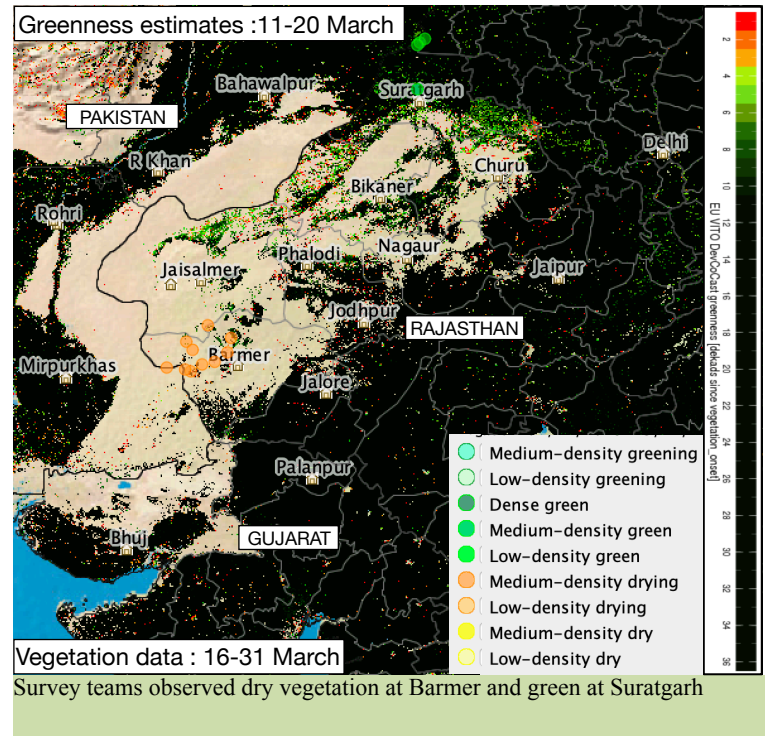 Greenness estimates :11-20 March
Bahawalpur
Suratgarh
PAKISTAN
Delhi
R Khan
Churu
Bikaner
Rohri
Nagaur
Phalodi
Jaisalmer
Jaipur
Jodhpur
RAJASTHAN
Mirpurkhas
Barmer
Jalore
Palanpur
Bhuj
GUJARAT
Medium-density greening
Low-density greening
Dense green
Medium-density green
Low-density green
Medium-density drying
Low-density drying
Medium-density dry
Low-density dry
2
4
6
8
10
12
14
16
18
20
22
24
26
28
30
32
34
36
EU VITO DevCoCast greenness [dekads since vegetation_onset]
Vegetation data : 16-31 March
Survey teams observed dry vegetation at Barmer and green at Suratgarh